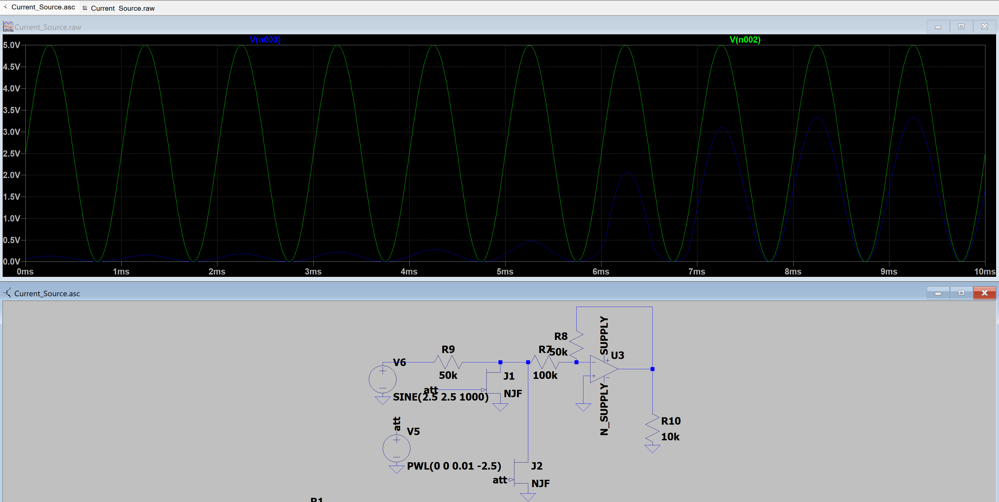 Current_Source.asc
Current Source.raw
Current_Source.raw
V(n003)
V(n002)
5.0V
4.5V
4.0V
3.5V
3.0V
2.5V
2.0V
1.5V
1.0V
0.5V
0.0V
0ms
1ms
2ms
3ms
4ms
5ms
6ms
7ms
8ms
9ms
10ms
Current_Source.asc
V6
SINE(2.5 2.5 1000)
R9
50k
att
J1
NJF
R7
100k
R8
50k
SUPPLY
U3
N_SUPPLY
R10
10k
att
V5
PWL(0 0 0.01 -2.5)
att
J2
NJF
R1